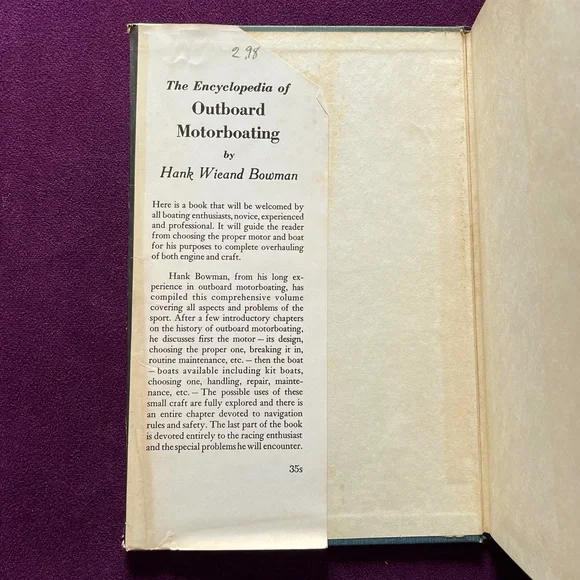 2.98
The Encyclopedia of
Outboard
Motorboating
by
Hank Wieand Bowman
Here is a book that will be welcomed by
all boating enthusiasts, novice, experienced
and professional. It will guide the reader
from choosing the proper motor and boat
for his purposes to complete overhauling
of both engine and craft.
Hank Bowman, from his long ex-
perience in outboard motorboating, has
compiled this comprehensive volume
covering all aspects and problems of the
sport. After a few introductory chapters
on the history of outboard motorboating,
he discusses first the motor — its design,
choosing the proper one, breaking it in,
routine maintenance, etc. — then the boat
— boats available including kit boats,
choosing one, handling, repair, mainte-
nance, etc. — The possible uses of these
small craft are fully explored and there is
an entire chapter devoted to navigation
rules and safety. The last part of the book
is devoted entirely to the racing enthusiast
and the special problems he will encounter.
35s